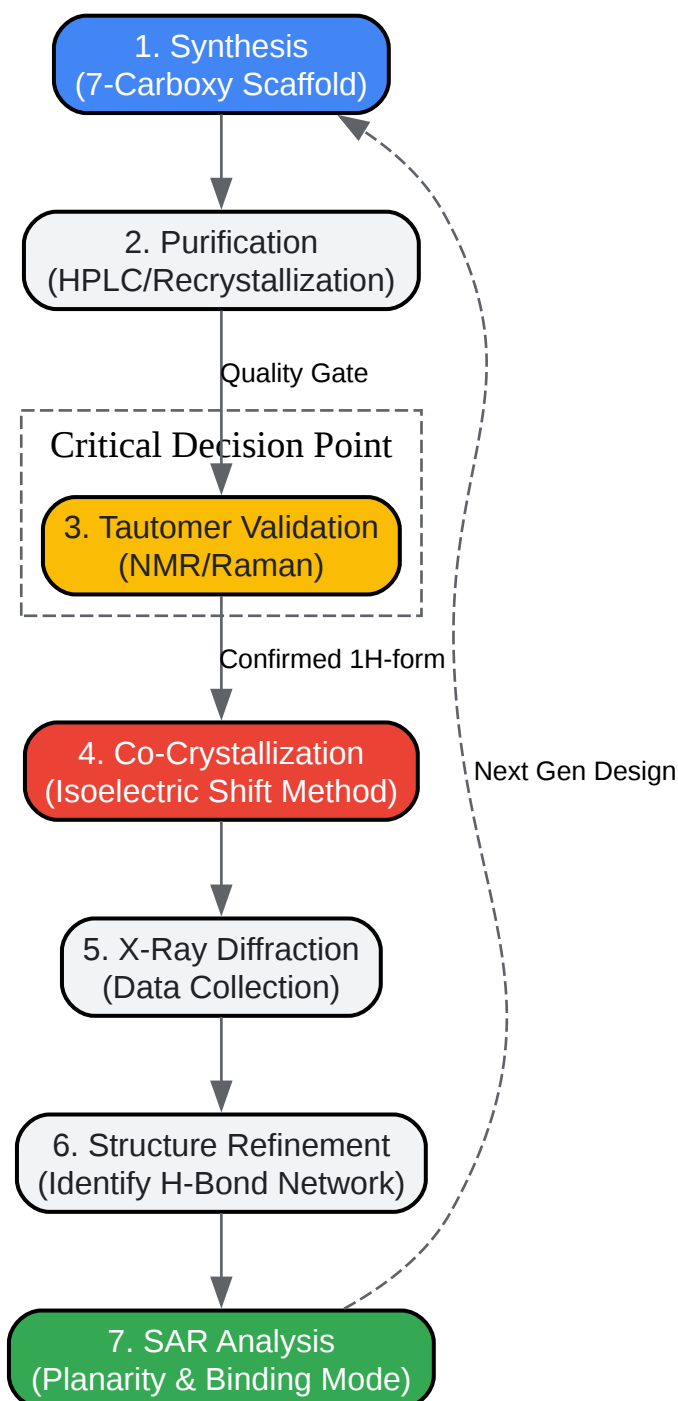 1. Synthesis
(7-Carboxy Scaffold)
2. Purification
(HPLC/Recrystallization)
Quality Gate
Critical Decision Point
3. Tautomer Validation
(NMR/Raman)
Confirmed 1H-form
4. Co-Crystallization
(Isoelectric Shift Method)
Next Gen Design
5. X-Ray Diffraction
(Data Collection)
6. Structure Refinement
(Identify H-Bond Network)
7. SAR Analysis
(Planarity & Binding Mode)